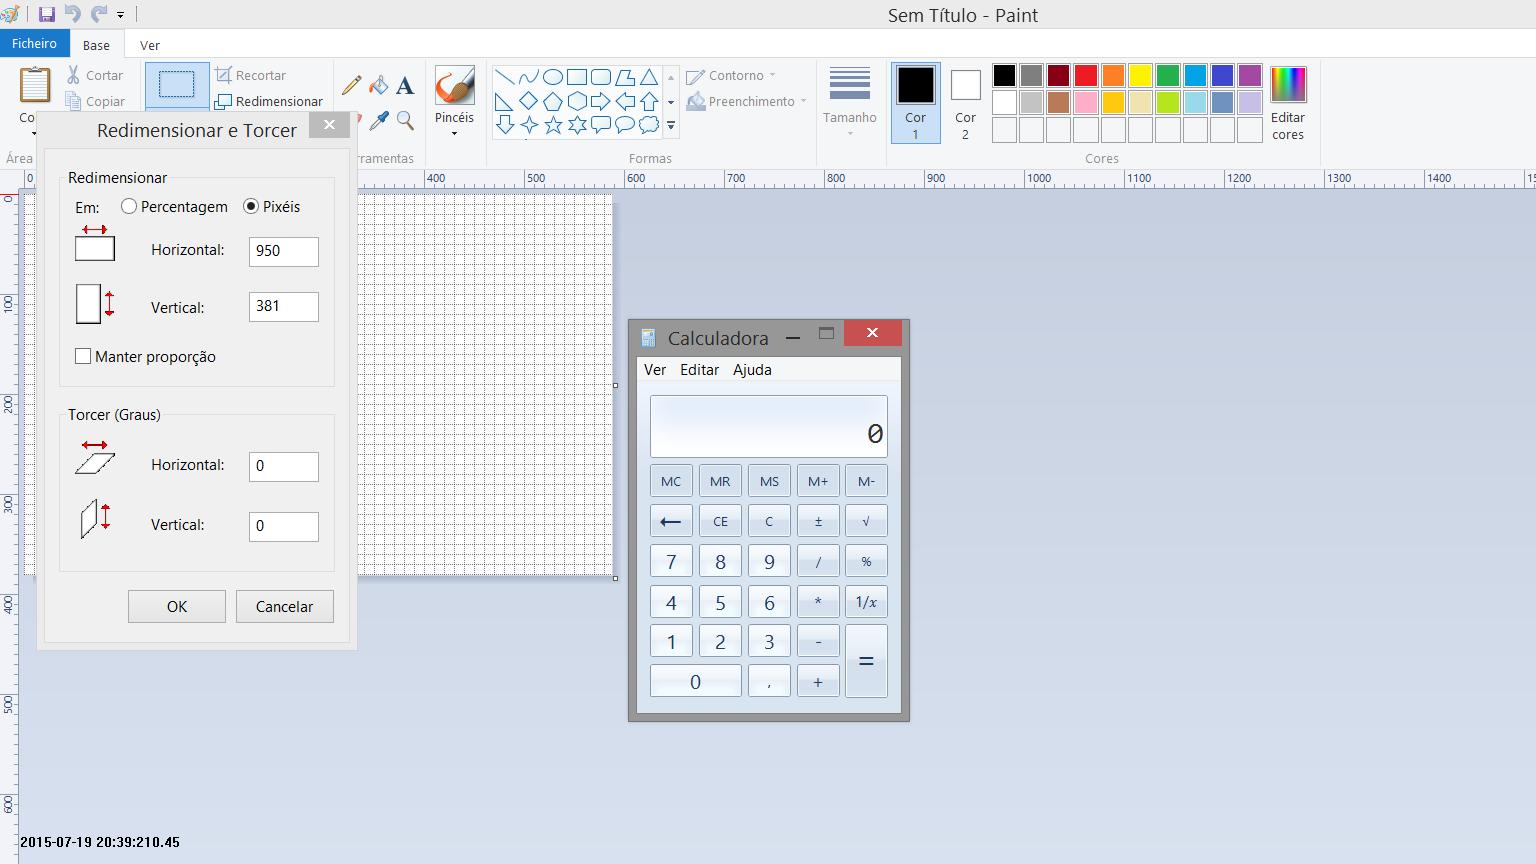 Sem Título - Paint
Ficheiro Base Ver
Cortar
Copiar
Recortar
Redimensionar
A
Pincéis
Contorno
Preenchimento
Formas
Tamanho
Cor 1
Cor 2
Editar cores
Cores
0 400 500 600 700 800 900 1000 1100 1200 1300 1400
0
100
200
300
400
500
600
Redimensionar e Torcer
Redimensionar
Em: Percentagem Pixéis
Horizontal: 950
Vertical: 381
Manter proporção
Torcer (Graus)
Horizontal: 0
Vertical: 0
OK Cancelar
Calculadora
Ver Editar Ajuda
0
MC MR MS M+ M-
← CE C ± √
7 8 9 / %
4 5 6 * 1/x
1 2 3 - =
0 , +
2015-07-19 20:39:210.45